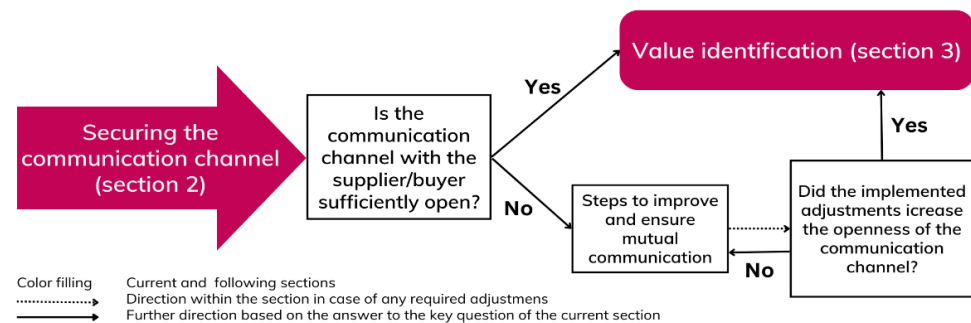 Value identification (section 3)
Yes
Securing the
communication channel
(section 2)
Is the
communication
channel with the
supplier/buyer
sufficiently open?
Yes
No
Steps to improve
and ensure
mutual
communication
Did the implemented
adjustments icrease
the openness of the
communication
channel?
No
Color filling Current and following sections
Direction within the section in case of any required adjustmens
Further direction based on the answer to the key question of the current section